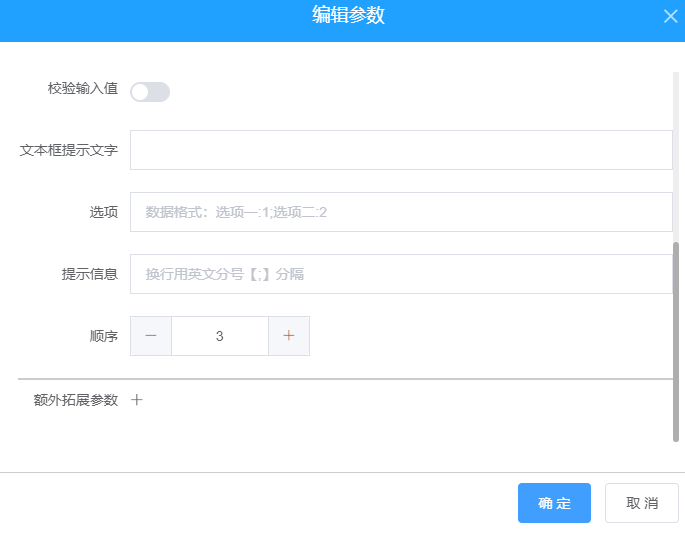 编辑参数
校验输入值
文本框提示文字
选项 数据格式：选项一:1;选项二:2
提示信息 换行用英文分号【;】分隔
顺序 3
额外拓展参数
确 定 取 消